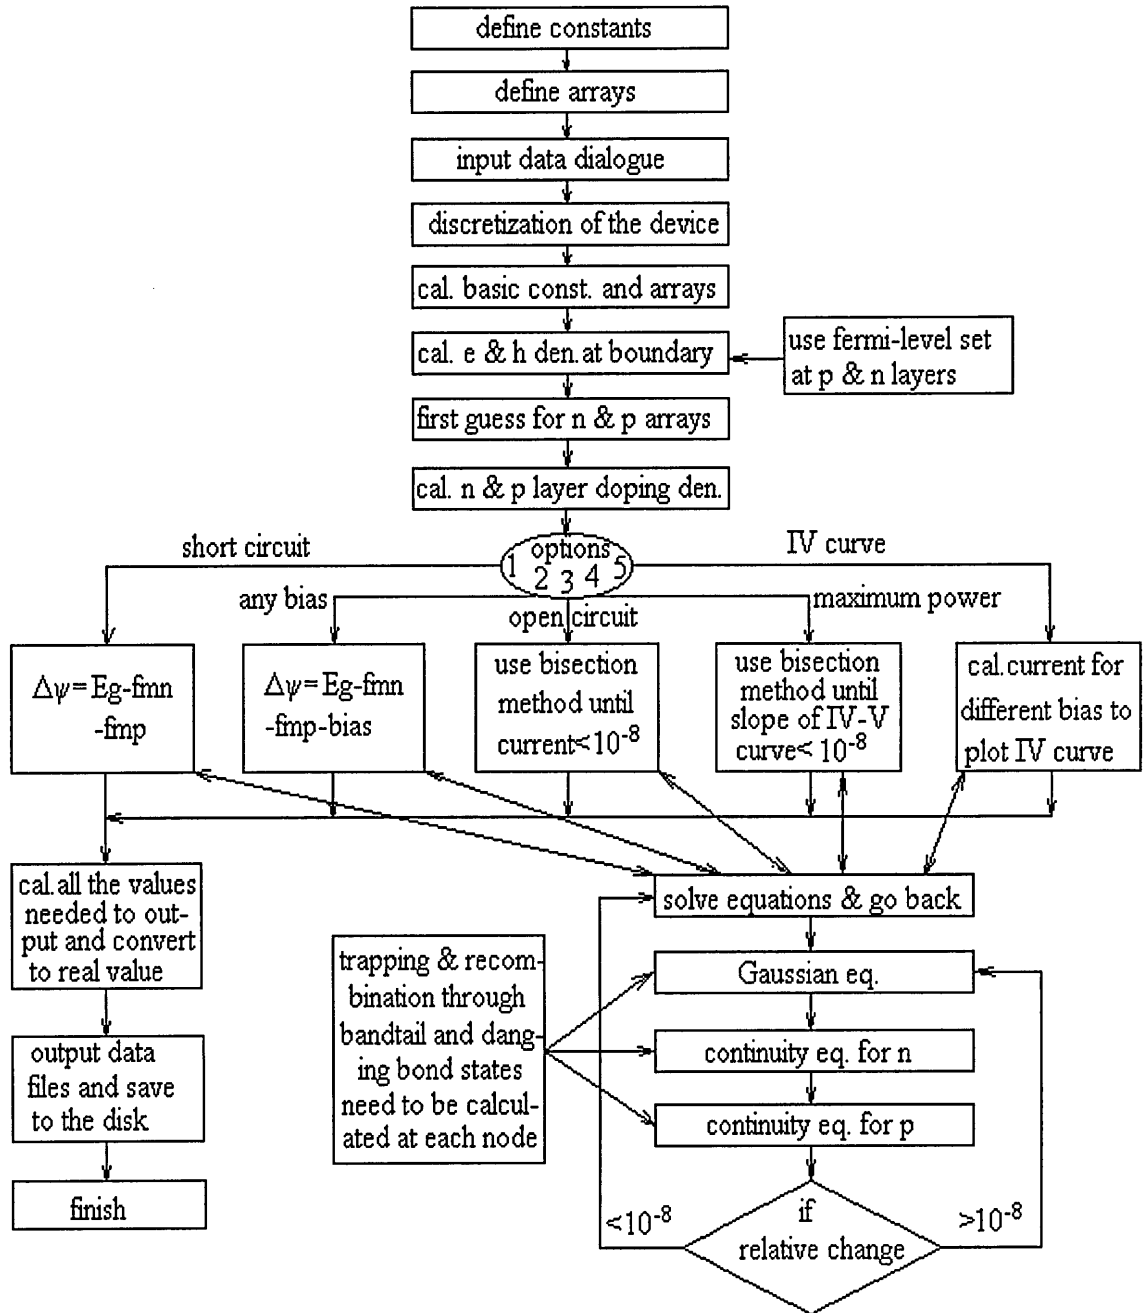 define constants
define arrays
input data dialogue
discretization of the device
cal. basic const. and arrays
cal. e & h den.at boundary
use fermi-level set
at p & n layers
first guess for n & p arrays
cal. n & p layer doping den.
short circuit
options
1 2 3 4 5
IV curve
any bias
open circuit
maximum power
Δψ=Eg-fmn
-fmp
Δψ=Eg-fmn
-fmp-bias
use bisection
method until
current<10⁻⁸
use bisection
method until
slope of IV-V
curve<10⁻⁸
cal.current for
different bias to
plot IV curve
cal.all the values
needed to out-
put and convert
to real value
output data
files and save
to the disk
finish
solve equations & go back
trapping & recom-
bination through
bandtail and dang-
ing bond states
need to be calcul-
ated at each node
Gaussian eq.
continuity eq. for n
continuity eq. for p
if
relative change
<10⁻⁸
>10⁻⁸